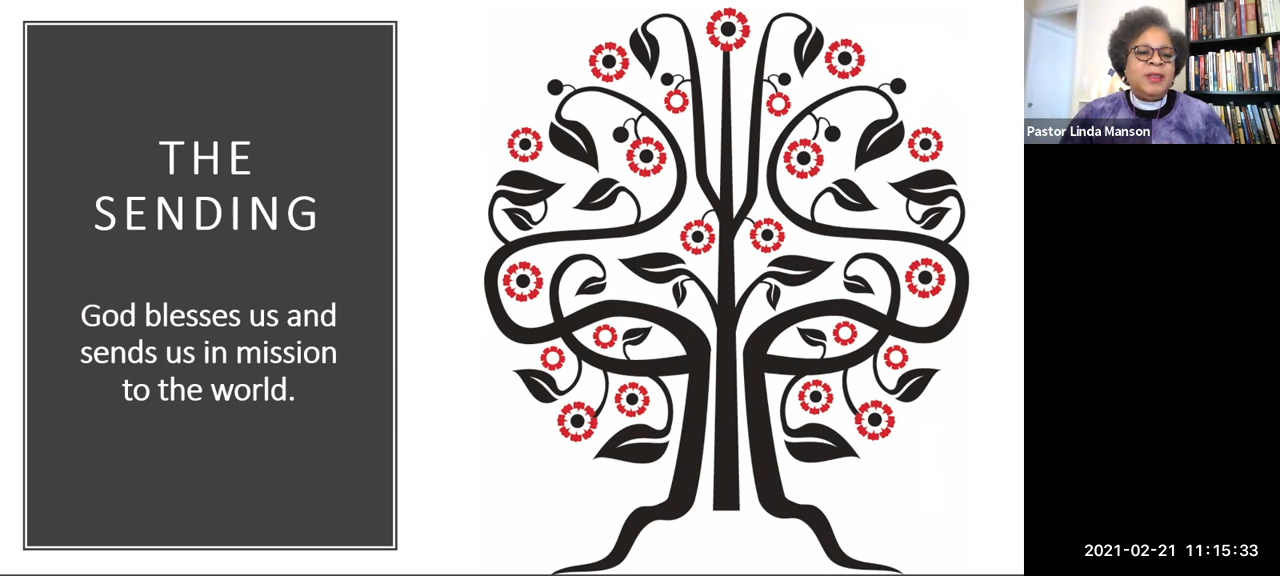 THE
SENDING
God blesses us and
sends us in mission
to the world.
Pastor Linda Manson
2021-02-21 11:15:33